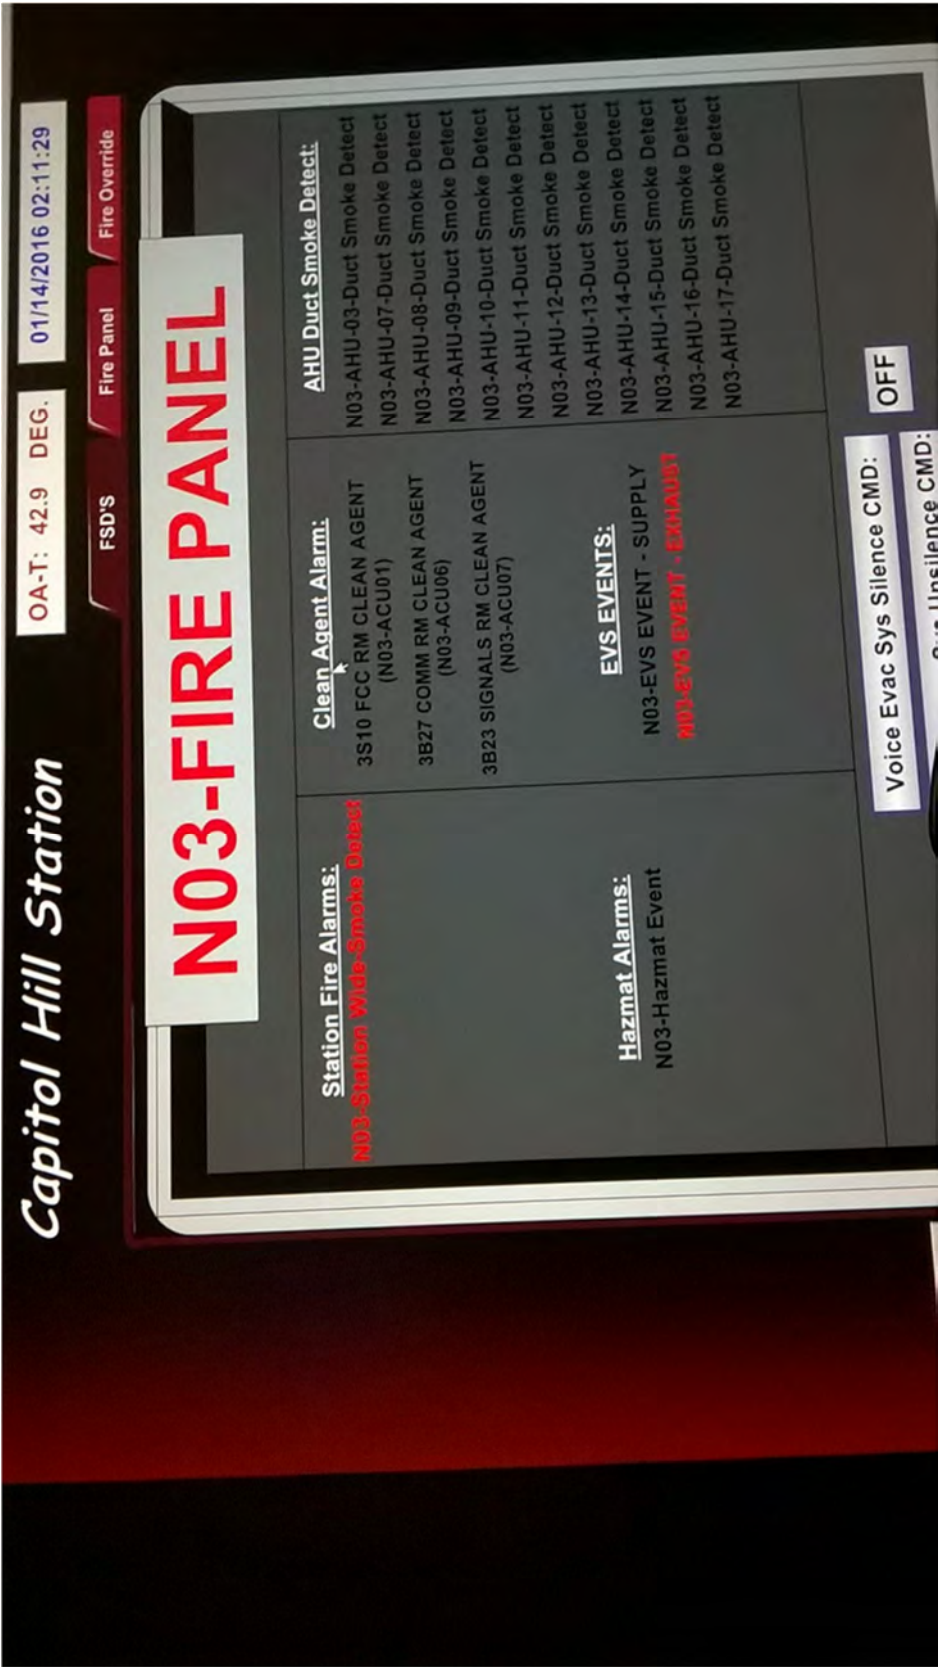 Capitol Hill Station
OA-T: 42.9 DEG.
01/14/2016 02:11:29
FSD'S
Fire Panel
Fire Override
N03-FIRE PANEL
Station Fire Alarms:
N03-Station Wide-Smoke Detect
Hazmat Alarms:
N03-Hazmat Event
Clean Agent Alarm:
3S10 FCC RM CLEAN AGENT
(N03-ACU01)
3B27 COMM RM CLEAN AGENT
(N03-ACU06)
3B23 SIGNALS RM CLEAN AGENT
(N03-ACU07)
EVS EVENTS:
N03-EVS EVENT - SUPPLY
N03-EVS EVENT - EXHAUST
AHU Duct Smoke Detect:
N03-AHU-03-Duct Smoke Detect
N03-AHU-07-Duct Smoke Detect
N03-AHU-08-Duct Smoke Detect
N03-AHU-09-Duct Smoke Detect
N03-AHU-10-Duct Smoke Detect
N03-AHU-11-Duct Smoke Detect
N03-AHU-12-Duct Smoke Detect
N03-AHU-13-Duct Smoke Detect
N03-AHU-14-Duct Smoke Detect
N03-AHU-15-Duct Smoke Detect
N03-AHU-16-Duct Smoke Detect
N03-AHU-17-Duct Smoke Detect
Voice Evac Sys Silence CMD:
OFF
Unsilence CMD: